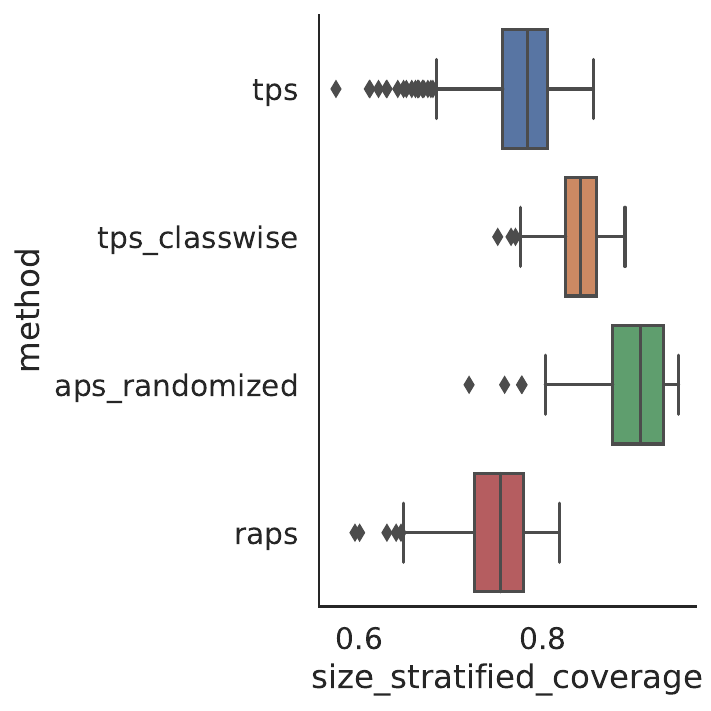 tps
tps_classwise
aps_randomized
raps
method
0.6 0.8
size_stratified_coverage